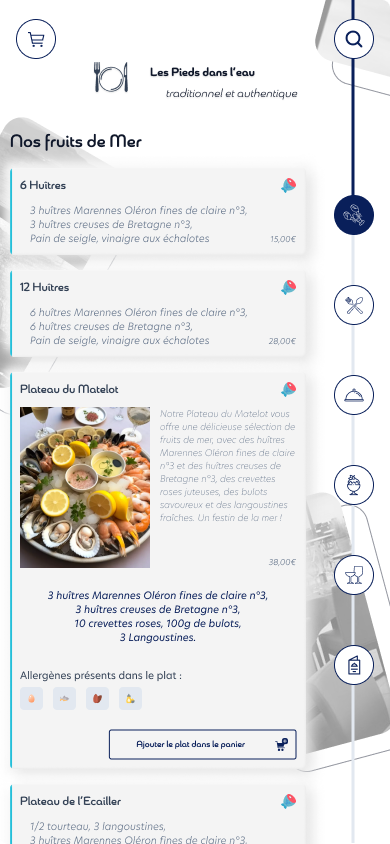 Les Pieds dans l'eau
traditionnel et authentique
Nos fruits de Mer
6 Huîtres
3 huîtres Marennes Oléron fines de claire n°3,
3 huîtres creuses de Bretagne n°3,
Pain de seigle, vinaigre aux échalotes
15,00€
12 Huîtres
6 huîtres Marennes Oléron fines de claire n°3,
6 huîtres creuses de Bretagne n°3,
Pain de seigle, vinaigre aux échalotes
28,00€
Plateau du Matelot
Notre Plateau du Matelot vous
offre une délicieuse sélection de
fruits de mer, avec des huîtres
Marennes Oléron fines de claire
n°3 et des huîtres creuses de
Bretagne n°3, des crevettes
roses juteuses, des bulots
savoureux et des langoustines
fraîches. Un festin de la mer !
38,00€
3 huîtres Marennes Oléron fines de claire n°3,
3 huîtres creuses de Bretagne n°3,
10 crevettes roses, 100g de bulots,
3 Langoustines.
Allergènes présents dans le plat :
Ajouter le plat dans le panier
Plateau de l'Ecailler
1/2 tourteau, 3 langoustines,
3 huîtres Marennes Oléron fines de claire n°3,